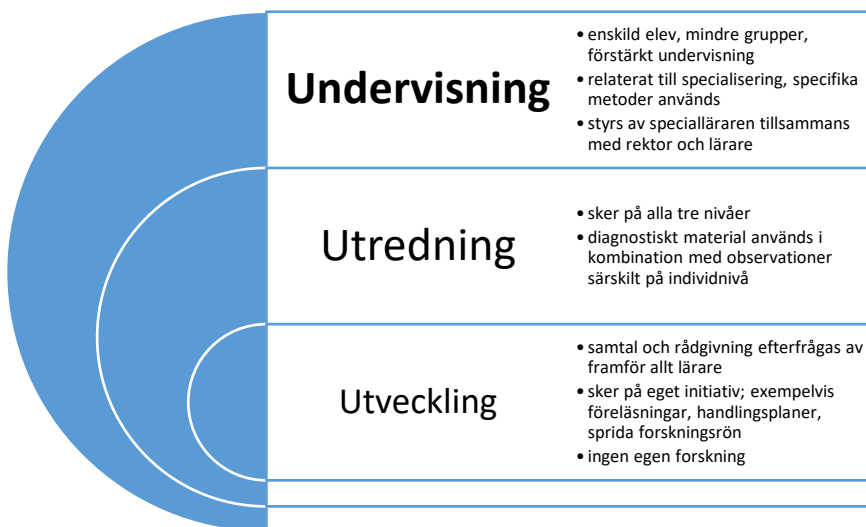 Undervisning
• enskild elev, mindre grupper,
förstärkt undervisning
• relaterat till specialisering, specifika
metoder används
• styrs av specialläraren tillsammans
med rektor och lärare
Utredning
• sker på alla tre nivåer
• diagnostiskt material används i
kombination med observationer
särskilt på individnivå
Utveckling
• samtal och rådgivning efterfrågas av
framför allt lärare
• sker på eget initiativ; exempelvis
föreläsningar, handlingsplaner,
sprida forskningsrön
• ingen egen forskning